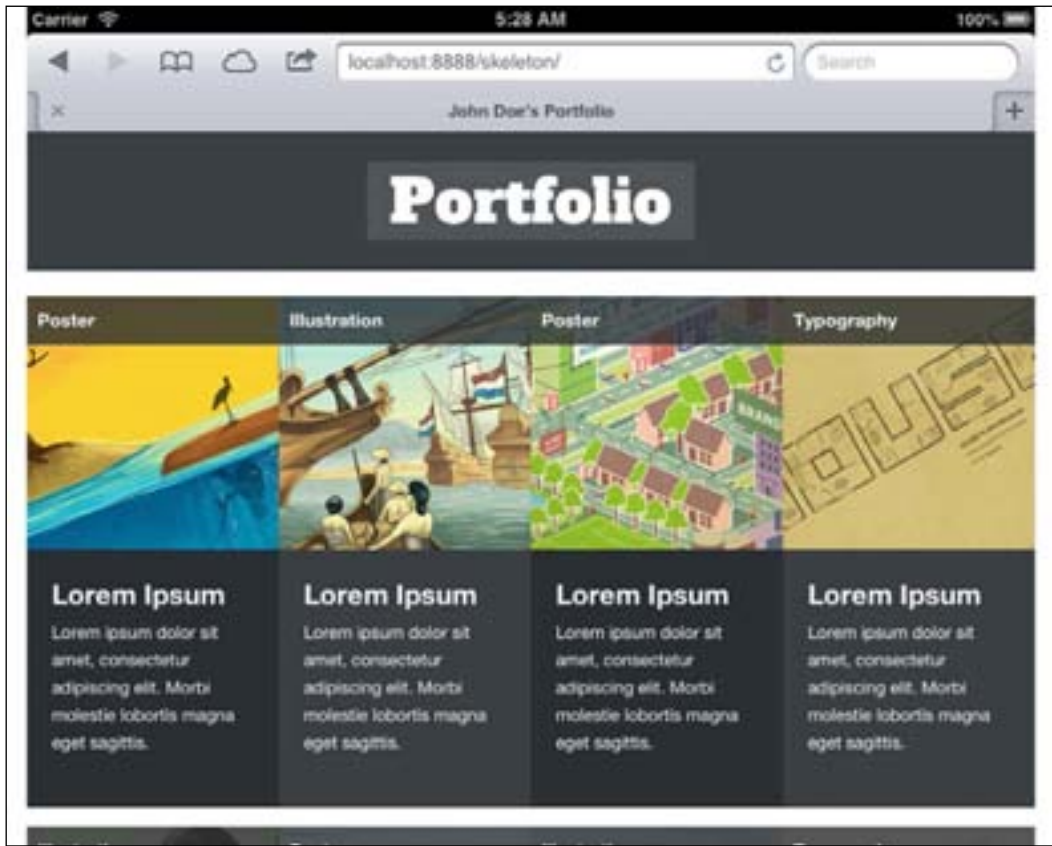 Carrier 5:28 AM 100%
localhost:8888/skeleton/ Search
× John Doe's Portfolio +
Portfolio
Poster Illustration Poster Typography
BRAND
Lorem Ipsum
Lorem ipsum dolor sit
amet, consectetur
adipiscing elit. Morbi
molestie lobortis magna
eget sagittis.
Lorem Ipsum
Lorem ipsum dolor sit
amet, consectetur
adipiscing elit. Morbi
molestie lobortis magna
eget sagittis.
Lorem Ipsum
Lorem ipsum dolor sit
amet, consectetur
adipiscing elit. Morbi
molestie lobortis magna
eget sagittis.
Lorem Ipsum
Lorem ipsum dolor sit
amet, consectetur
adipiscing elit. Morbi
molestie lobortis magna
eget sagittis.